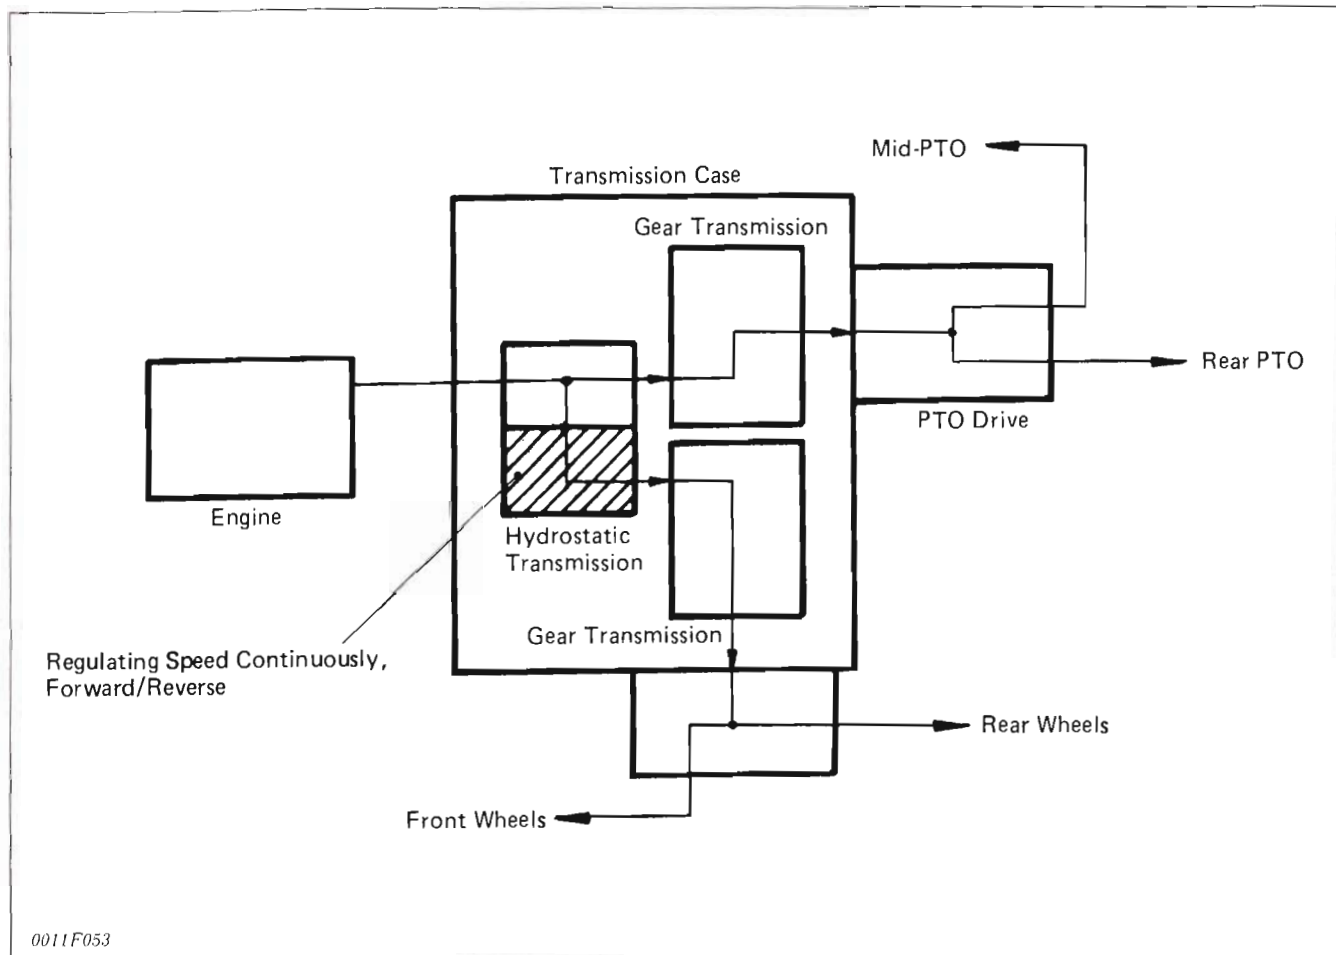 Mid-PTO
Transmission Case
Gear Transmission
Rear PTO
PTO Drive
Engine
Hydrostatic
Transmission
Gear Transmission
Regulating Speed Continuously,
Forward/Reverse
Rear Wheels
Front Wheels
0011F053